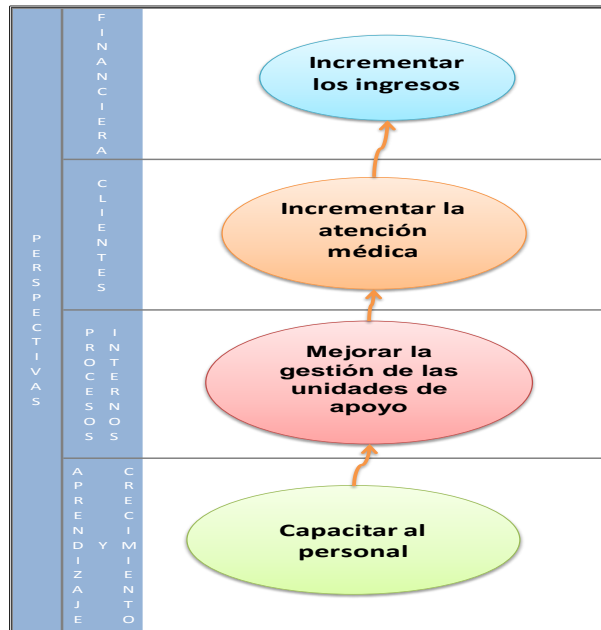 PERSPECTIVAS
FINANCIERA
Incrementar
los ingresos
CLIENTES
Incrementar la
atención
médica
PROCESOS
INTERNOS
Mejorar la
gestión de las
unidades de
apoyo
APRENDIZAJE
Y
CRECIMIENTO
Capacitar al
personal